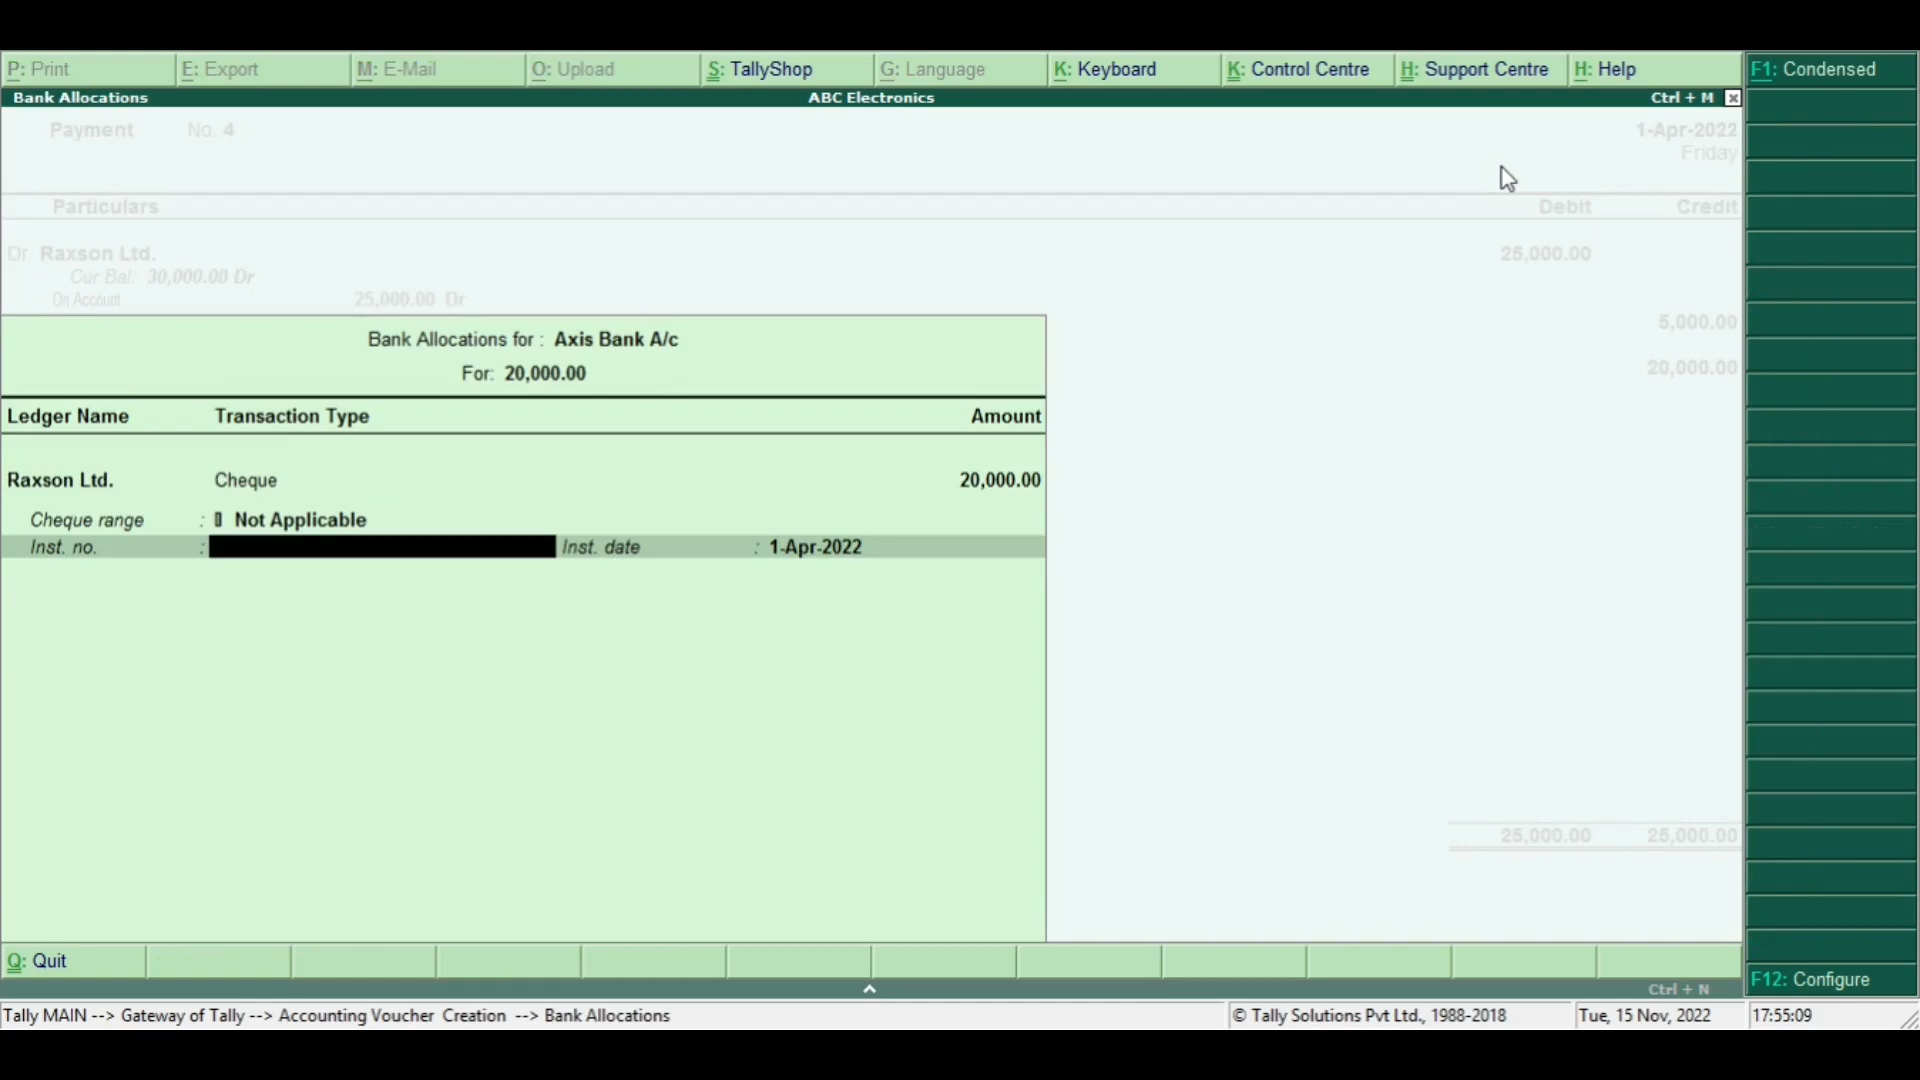 P: Print E: Export M: E-Mail O: Upload S: TallyShop G: Language K: Keyboard K: Control Centre H: Support Centre H: Help F1: Condensed
Bank Allocations ABC Electronics Ctrl + M
Payment No. 4 1-Apr-2022
Friday
Particulars Debit Credit
Dr Raxson Ltd. 25,000.00
Cur Bal: 30,000.00 Dr
On Account 25,000.00 Dr
5,000.00
20,000.00
Bank Allocations for : Axis Bank A/c
For: 20,000.00
Ledger Name Transaction Type Amount
Raxson Ltd. Cheque 20,000.00
Cheque range : Not Applicable
Inst. no. : Inst. date : 1-Apr-2022
25,000.00 25,000.00
Q: Quit
Ctrl + N
F12: Configure
Tally MAIN --> Gateway of Tally --> Accounting Voucher Creation --> Bank Allocations © Tally Solutions Pvt Ltd., 1988-2018 Tue, 15 Nov, 2022 17:55:09